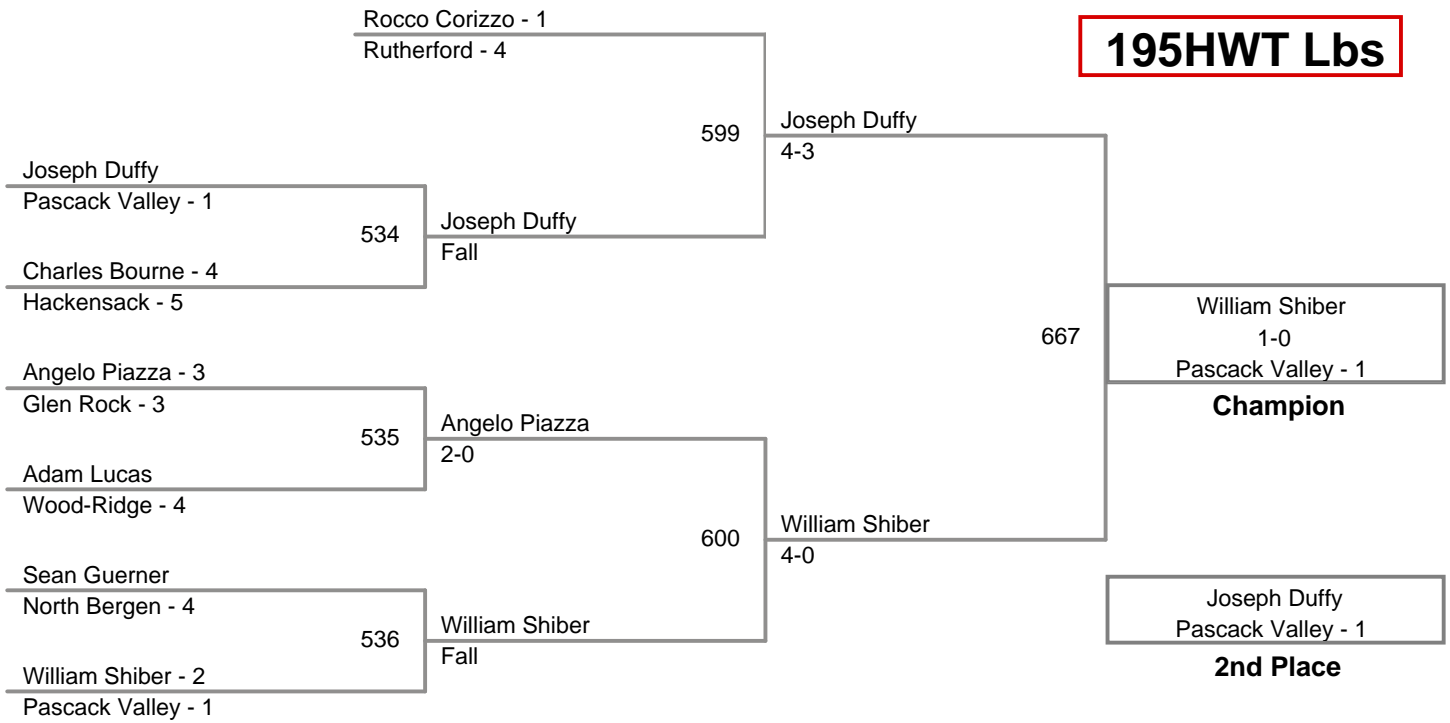 Rocco Corizzo - 1
Rutherford - 4
195HWT Lbs
599
Joseph Duffy
4-3
Joseph Duffy
Pascack Valley - 1
534
Joseph Duffy
Fall
Charles Bourne - 4
Hackensack - 5
667
William Shiber
1-0
Pascack Valley - 1
Champion
Angelo Piazza - 3
Glen Rock - 3
535
Angelo Piazza
2-0
Adam Lucas
Wood-Ridge - 4
600
William Shiber
4-0
Sean Guerner
North Bergen - 4
536
William Shiber
Fall
William Shiber - 2
Pascack Valley - 1
Joseph Duffy
Pascack Valley - 1
2nd Place